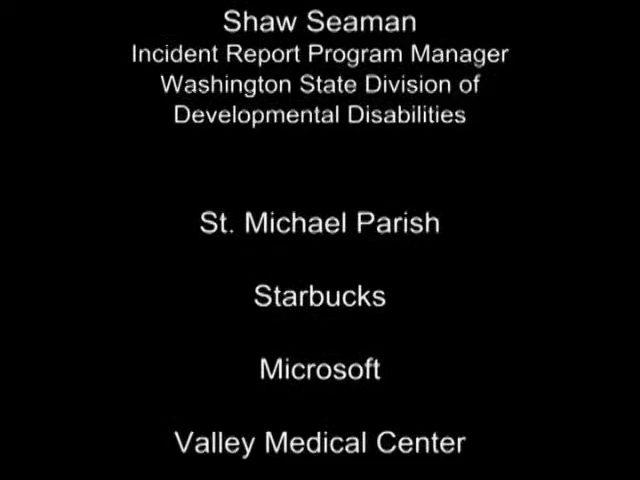 Shaw Seaman
Incident Report Program Manager
Washington State Division of
Developmental Disabilities
St. Michael Parish
Starbucks
Microsoft
Valley Medical Center